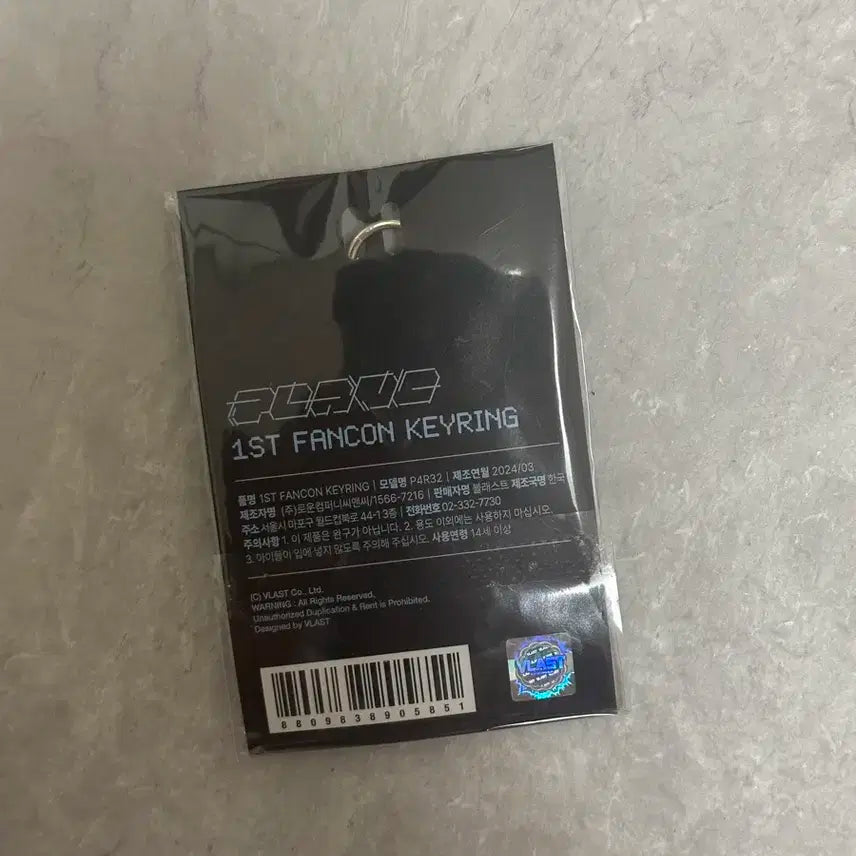 PLAVE
1ST FANCON KEYRING
품명 1ST FANCON KEYRING | 모델명 P4R32 | 제조연월 2024/03
제조자명 (주)로운컴퍼니씨앤씨/1566-7216 | 판매자명 블래스트 제조국명 한국
주소 서울시 마포구 월드컵북로 44-13층 | 전화번호 02-332-7730
주의사항 1. 이 제품은 완구가 아닙니다. 2. 용도 이외에는 사용하지 마십시오.
3. 아이들이 입에 넣지 않도록 주의해 주십시오. 사용연령 14세 이상
(C) VLAST Co., Ltd.
WARNING : All Rights Reserved.
Unauthorized Duplication & Rent is Prohibited.
Designed by VLAST
VLAST
8809838905851